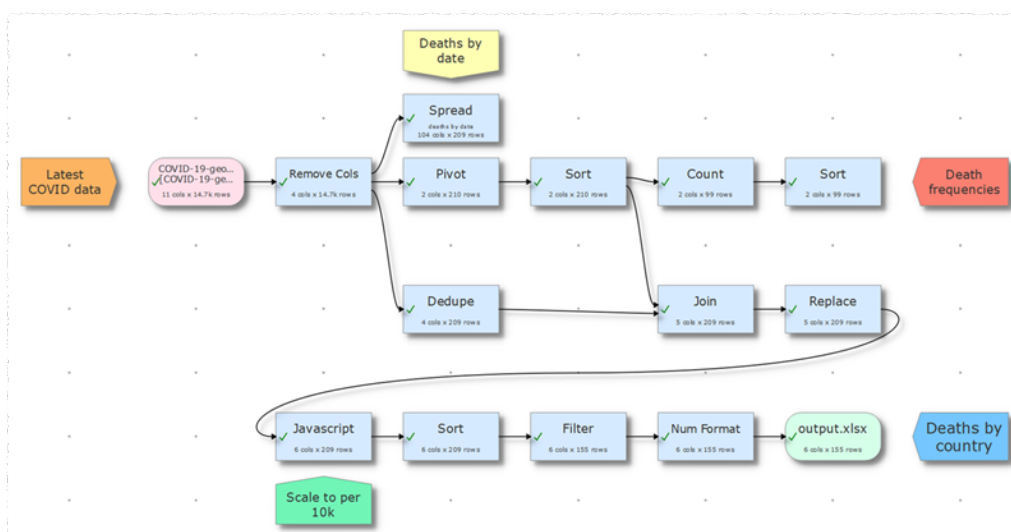 Deaths by
date
Spread
deaths by date
104 cols x 209 rows
Latest
COVID data
COVID-19-geo...
{COVID-19-ge...
11 cols x 14.7k rows
Remove Cols
4 cols x 14.7k rows
Pivot
2 cols x 210 rows
Sort
2 cols x 210 rows
Count
2 cols x 99 rows
Sort
2 cols x 99 rows
Death
frequencies
Dedupe
4 cols x 209 rows
Join
5 cols x 209 rows
Replace
5 cols x 209 rows
Javascript
6 cols x 209 rows
Sort
6 cols x 209 rows
Filter
6 cols x 155 rows
Num Format
6 cols x 155 rows
output.xlsx
6 cols x 155 rows
Deaths by
country
Scale to per
10k